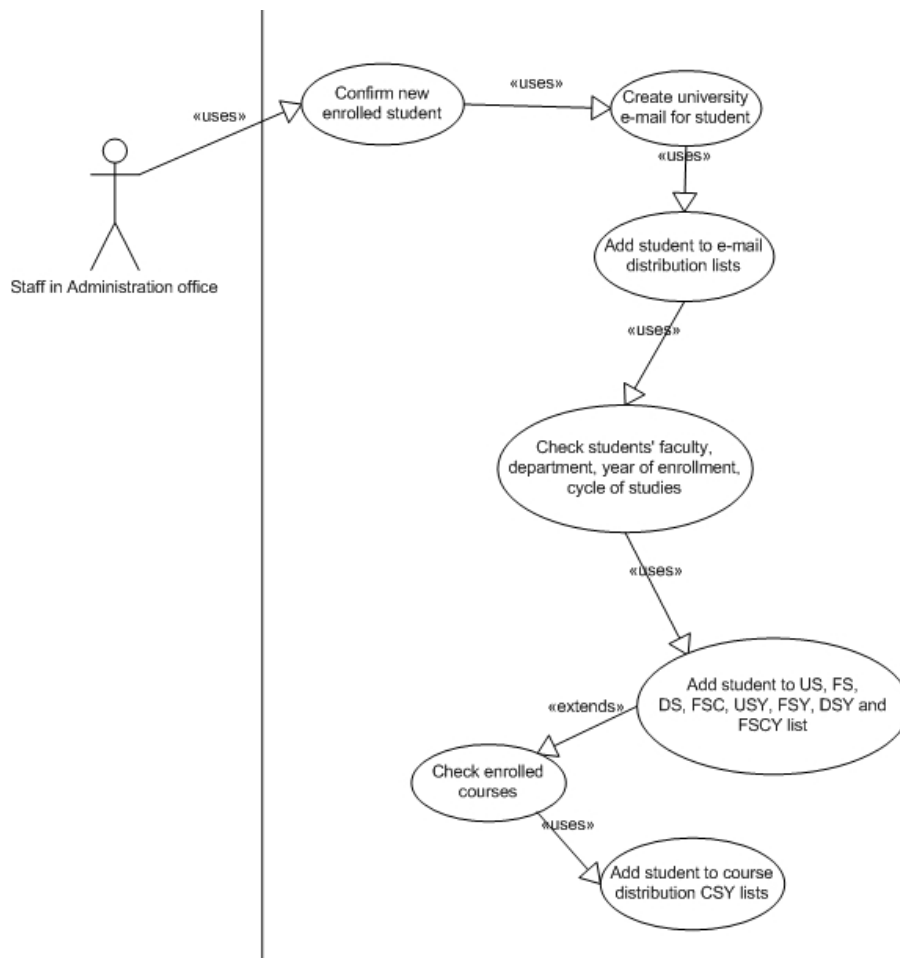 «uses»
Confirm new
enrolled student
«uses»
Create university
e-mail for student
«uses»
Staff in Administration office
Add student to e-mail
distribution lists
«uses»
Check students' faculty,
department, year of enrollment,
cycle of studies
«uses»
Add student to US, FS,
DS, FSC, USY, FSY, DSY and
FSCY list
«extends»
Check enrolled
courses
«uses»
Add student to course
distribution CSY lists